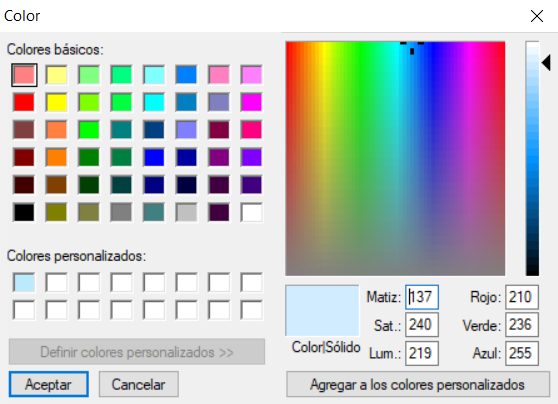 Color
Colores básicos:
Colores personalizados:
Definir colores personalizados >>
Aceptar
Cancelar
Color|Sólido
Matiz: 137
Sat.: 240
Lum.: 219
Rojo: 210
Verde: 236
Azul: 255
Agregar a los colores personalizados